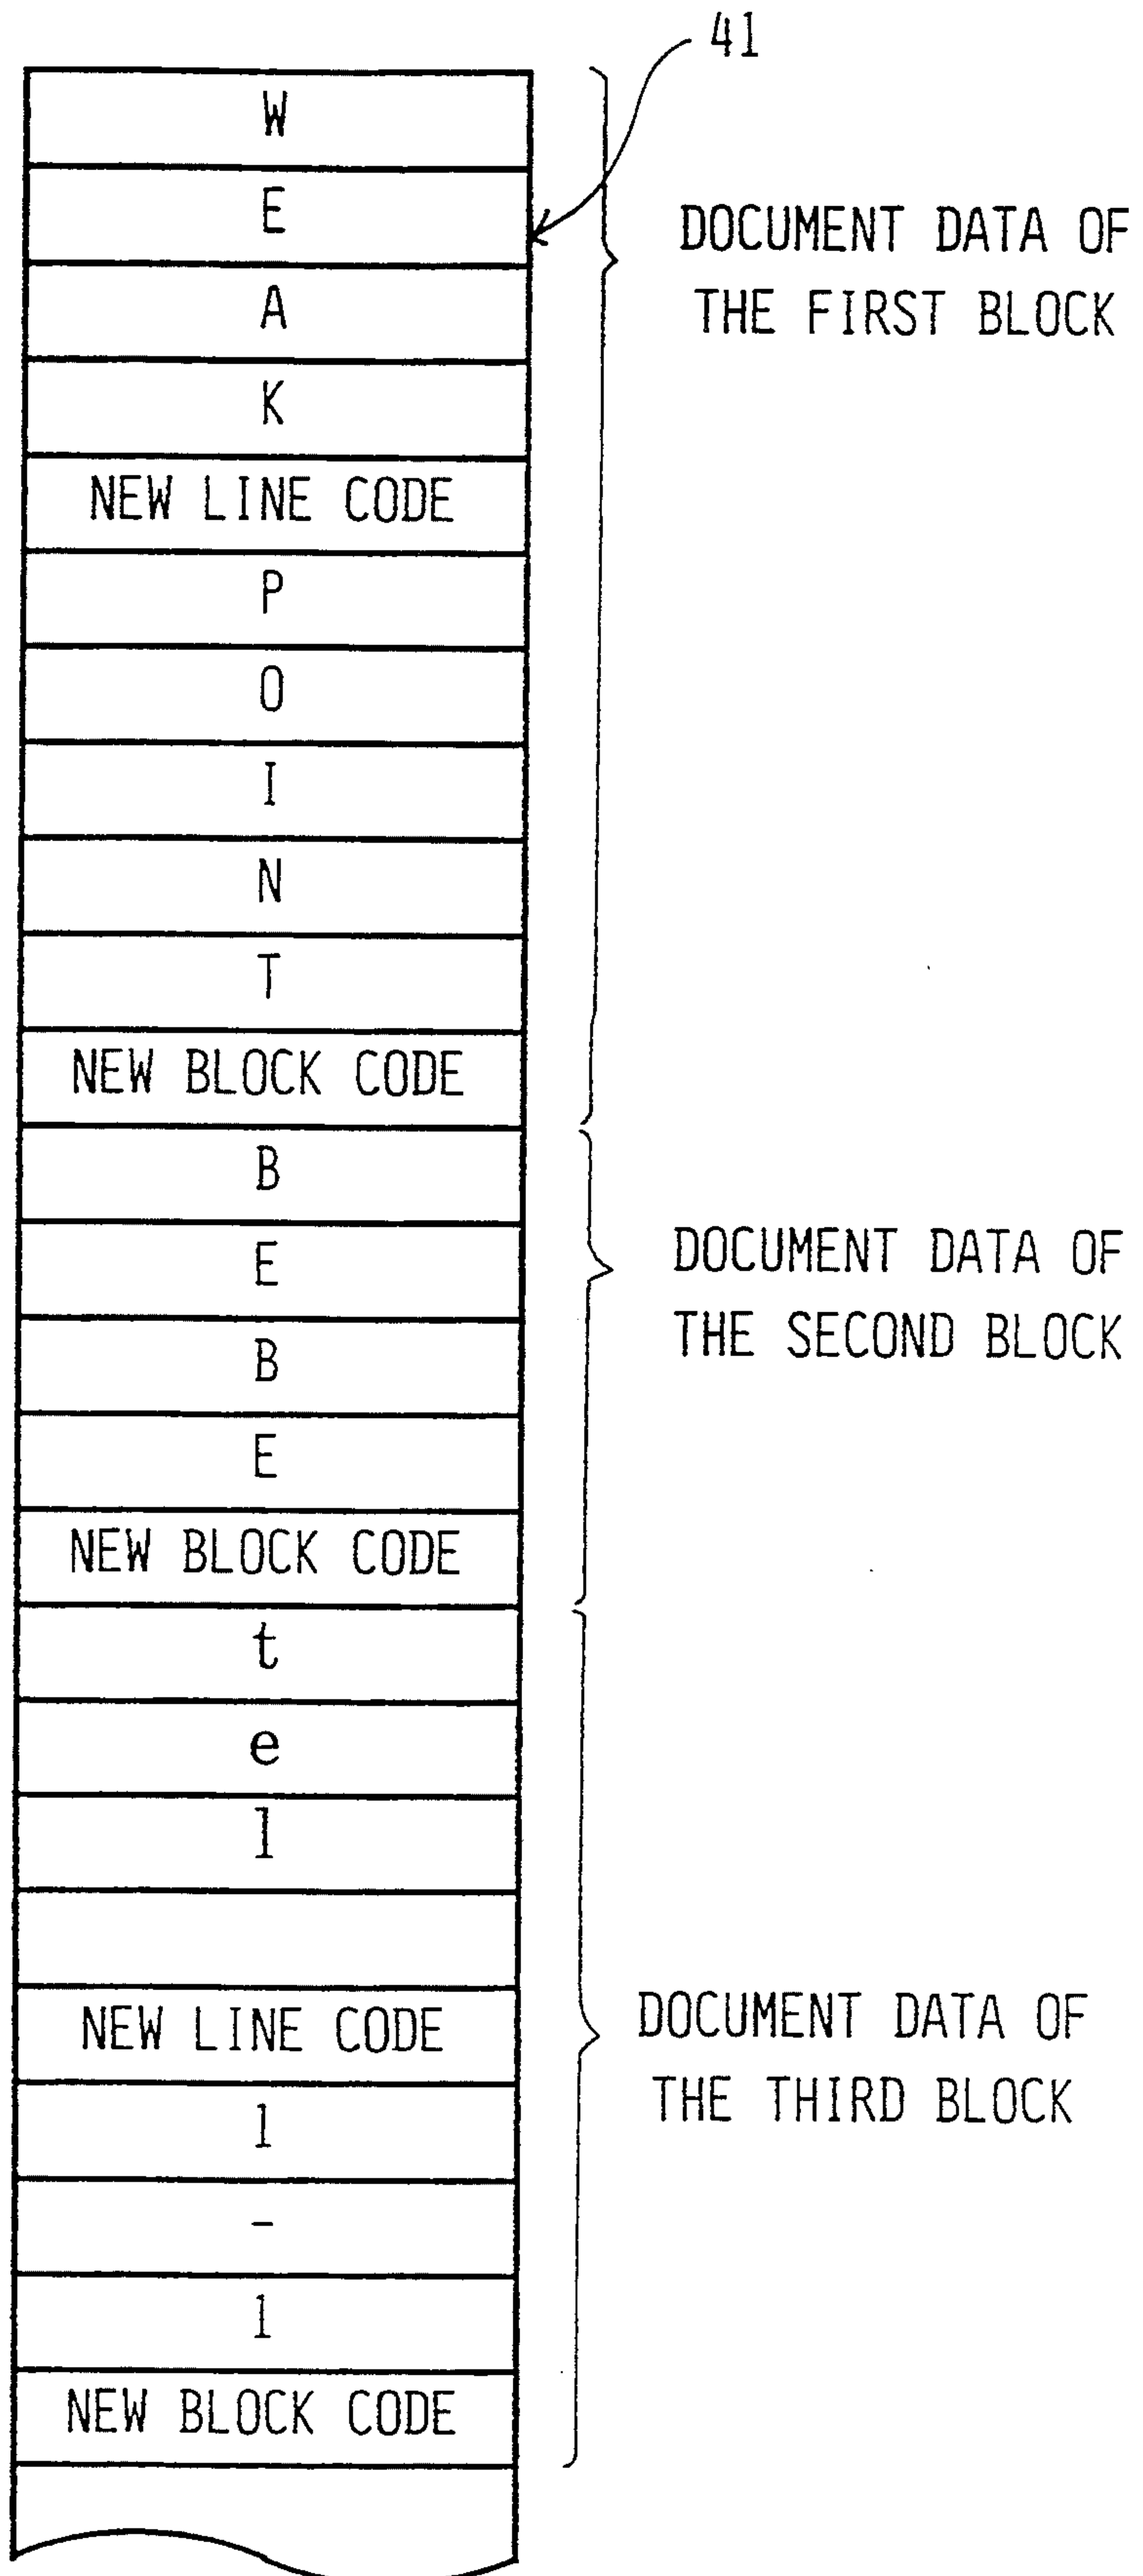 41
W
E
A
K
NEW LINE CODE
P
O
I
N
T
NEW BLOCK CODE
DOCUMENT DATA OF
THE FIRST BLOCK
B
E
B
E
NEW BLOCK CODE
DOCUMENT DATA OF
THE SECOND BLOCK
t
e
l
NEW LINE CODE
1
-
1
NEW BLOCK CODE
DOCUMENT DATA OF
THE THIRD BLOCK